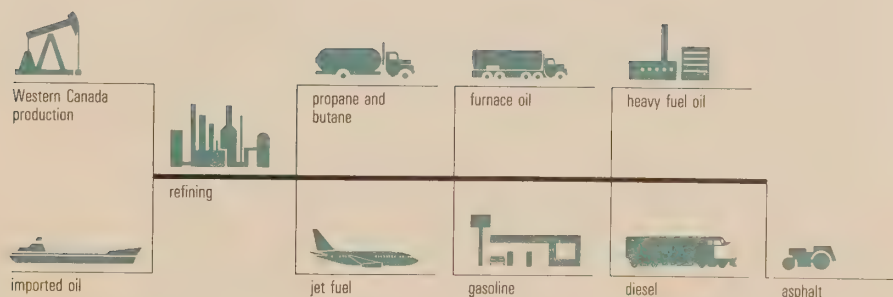 Western Canada
production
propane and
butane
furnace oil
heavy fuel oil
refining
imported oil
jet fuel
gasoline
diesel
asphalt